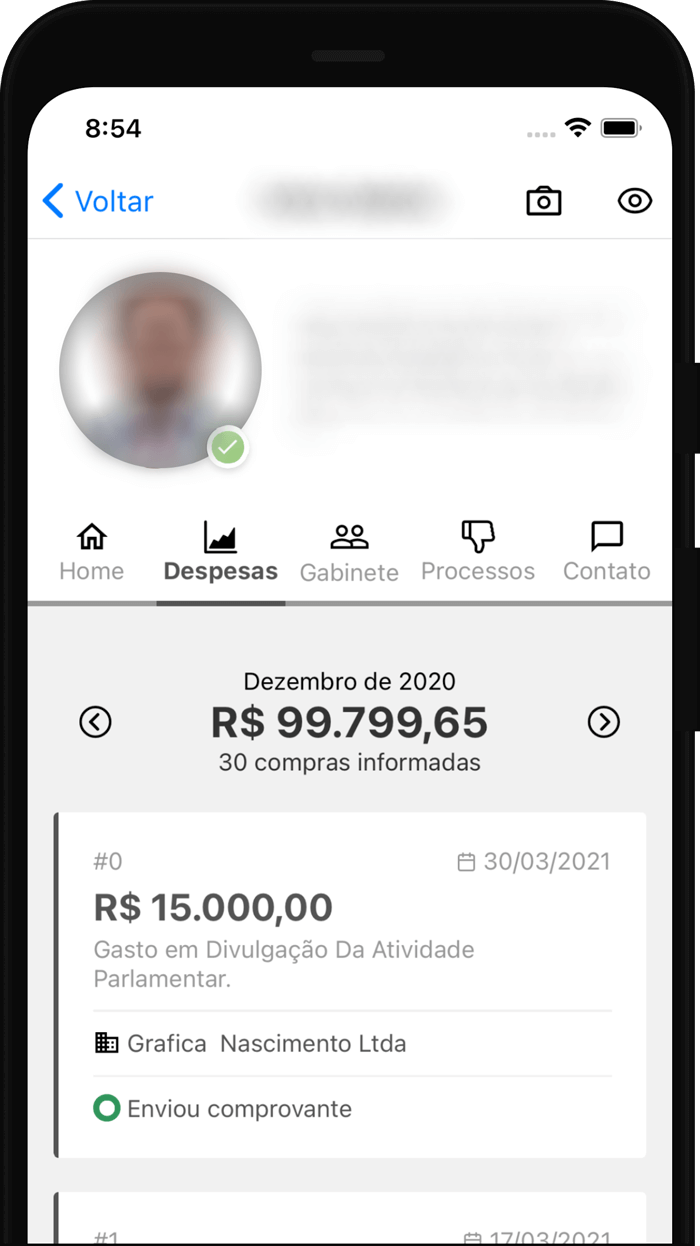 8:54
Voltar
Home
Despesas
Gabinete
Processos
Contato
Dezembro de 2020
R$ 99.799,65
30 compras informadas
#0
30/03/2021
R$ 15.000,00
Gasto em Divulgação Da Atividade
Parlamentar.
Grafica  Nascimento Ltda
Enviou comprovante
#1
17/03/2021